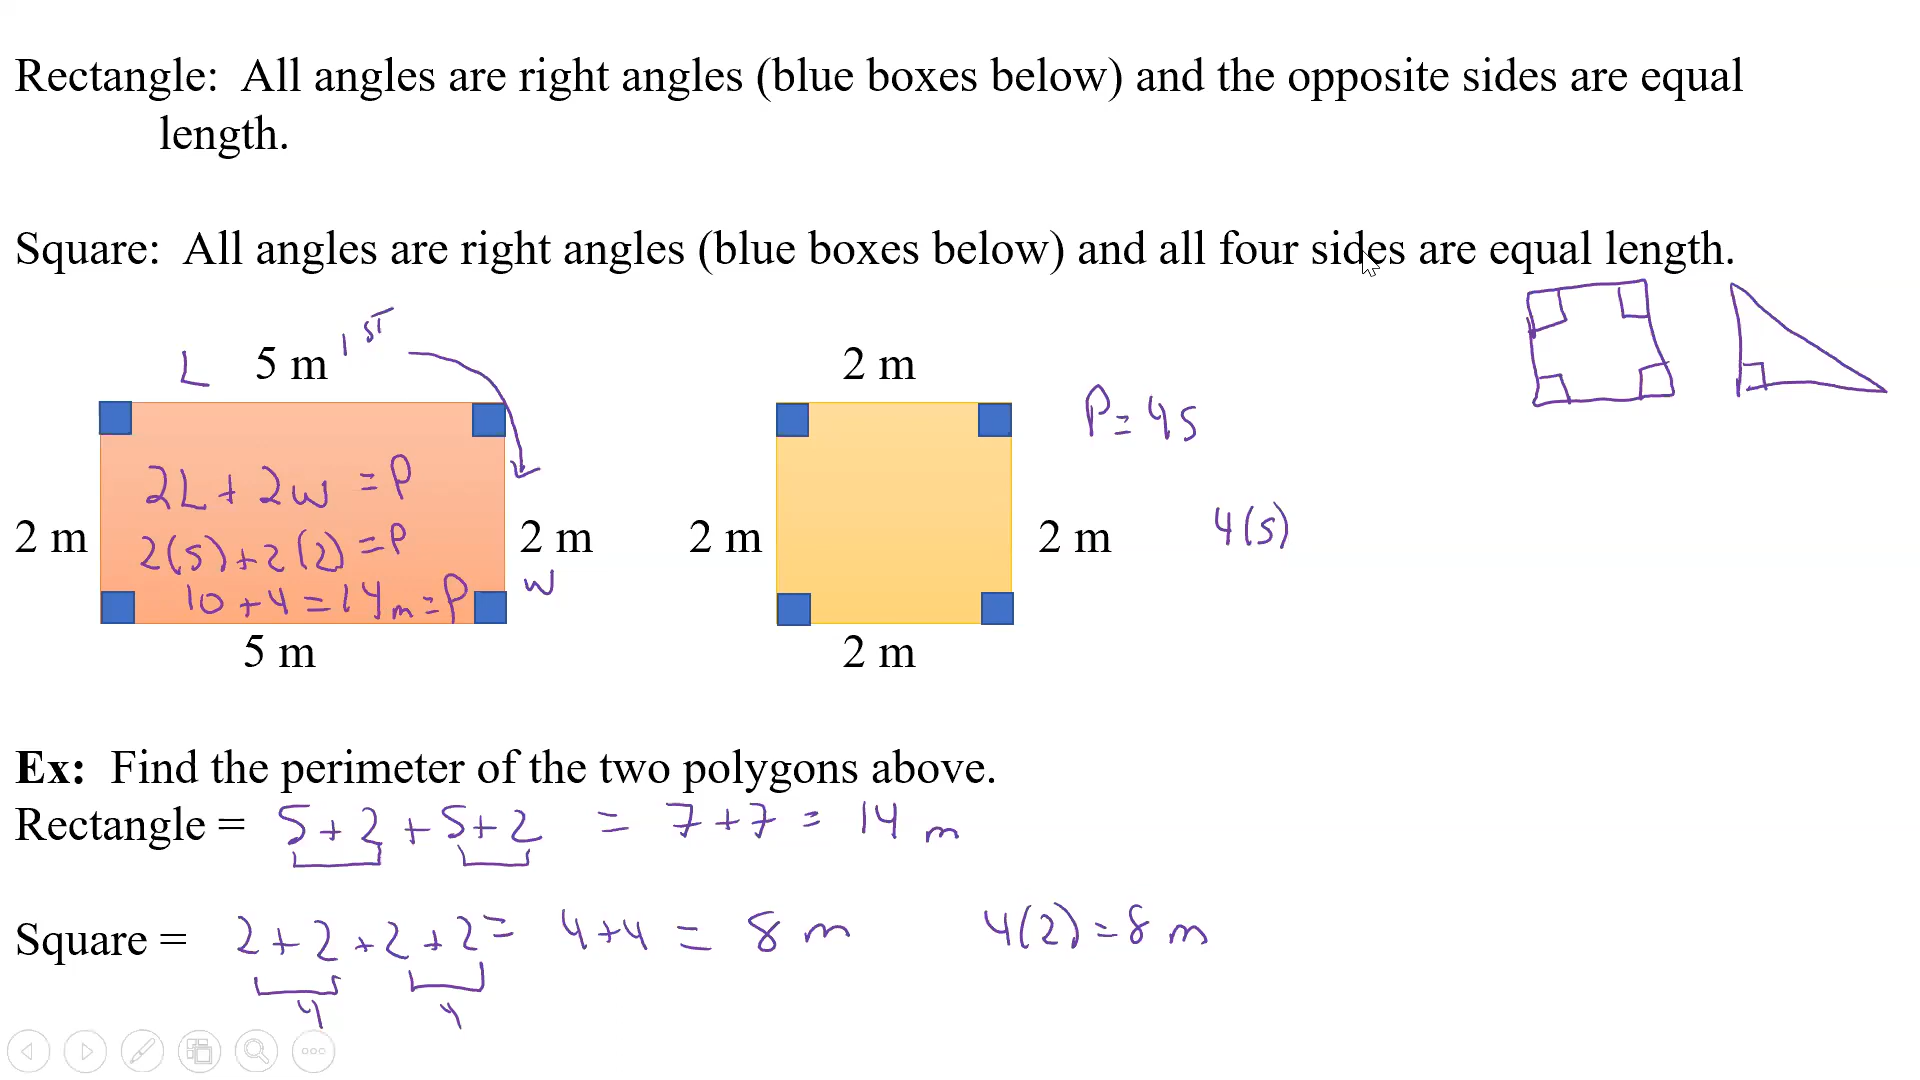 Rectangle: All angles are right angles (blue boxes below) and the opposite sides are equal
length.
Square: All angles are right angles (blue boxes below) and all four sides are equal length.
L 5 m 1 ST
2L + 2W = P
2 m 2(5) + 2(2) = P 2 m
10 + 4 = 14 m = P W
5 m
2 m
P = 4S
2 m 2 m 4(S)
2 m
Ex: Find the perimeter of the two polygons above.
Rectangle = 5 + 2 + 5 + 2 = 7 + 7 = 14 m
Square = 2 + 2 + 2 + 2 = 4 + 4 = 8 m 4(2) = 8 m
4 4